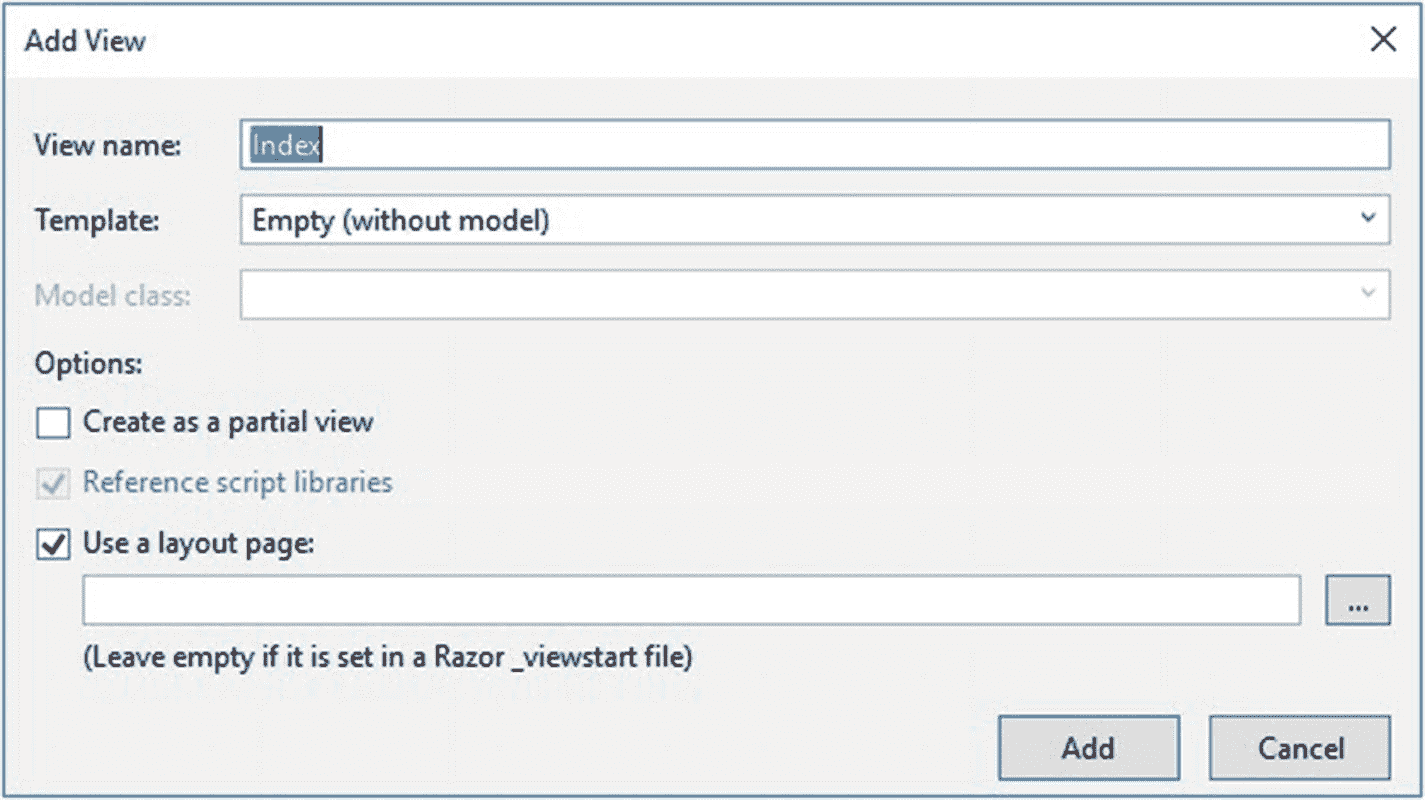 Add View
View name: Index
Template: Empty (without model)
Model class:
Options:
Create as a partial view
Reference script libraries
Use a layout page:
...
(Leave empty if it is set in a Razor _viewstart file)
Add Cancel